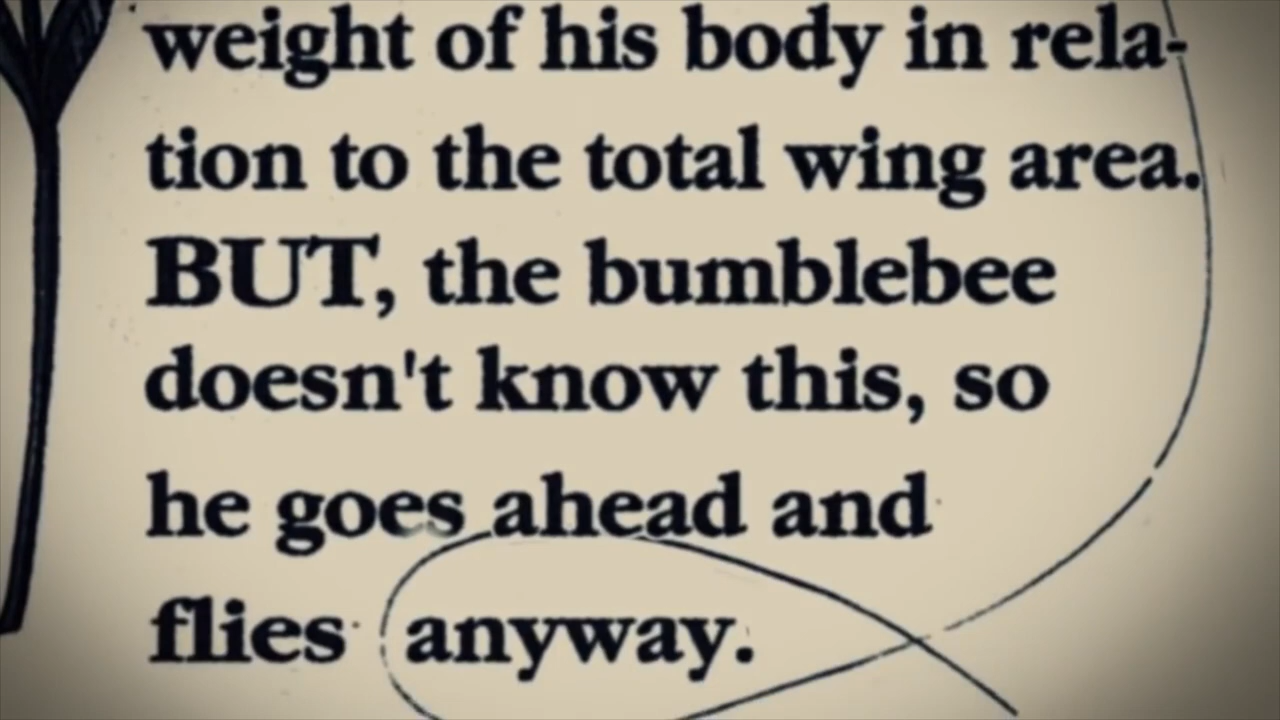 weight of his body in rela-
tion to the total wing area.
BUT, the bumblebee
doesn't know this, so
he goes ahead and
flies anyway.